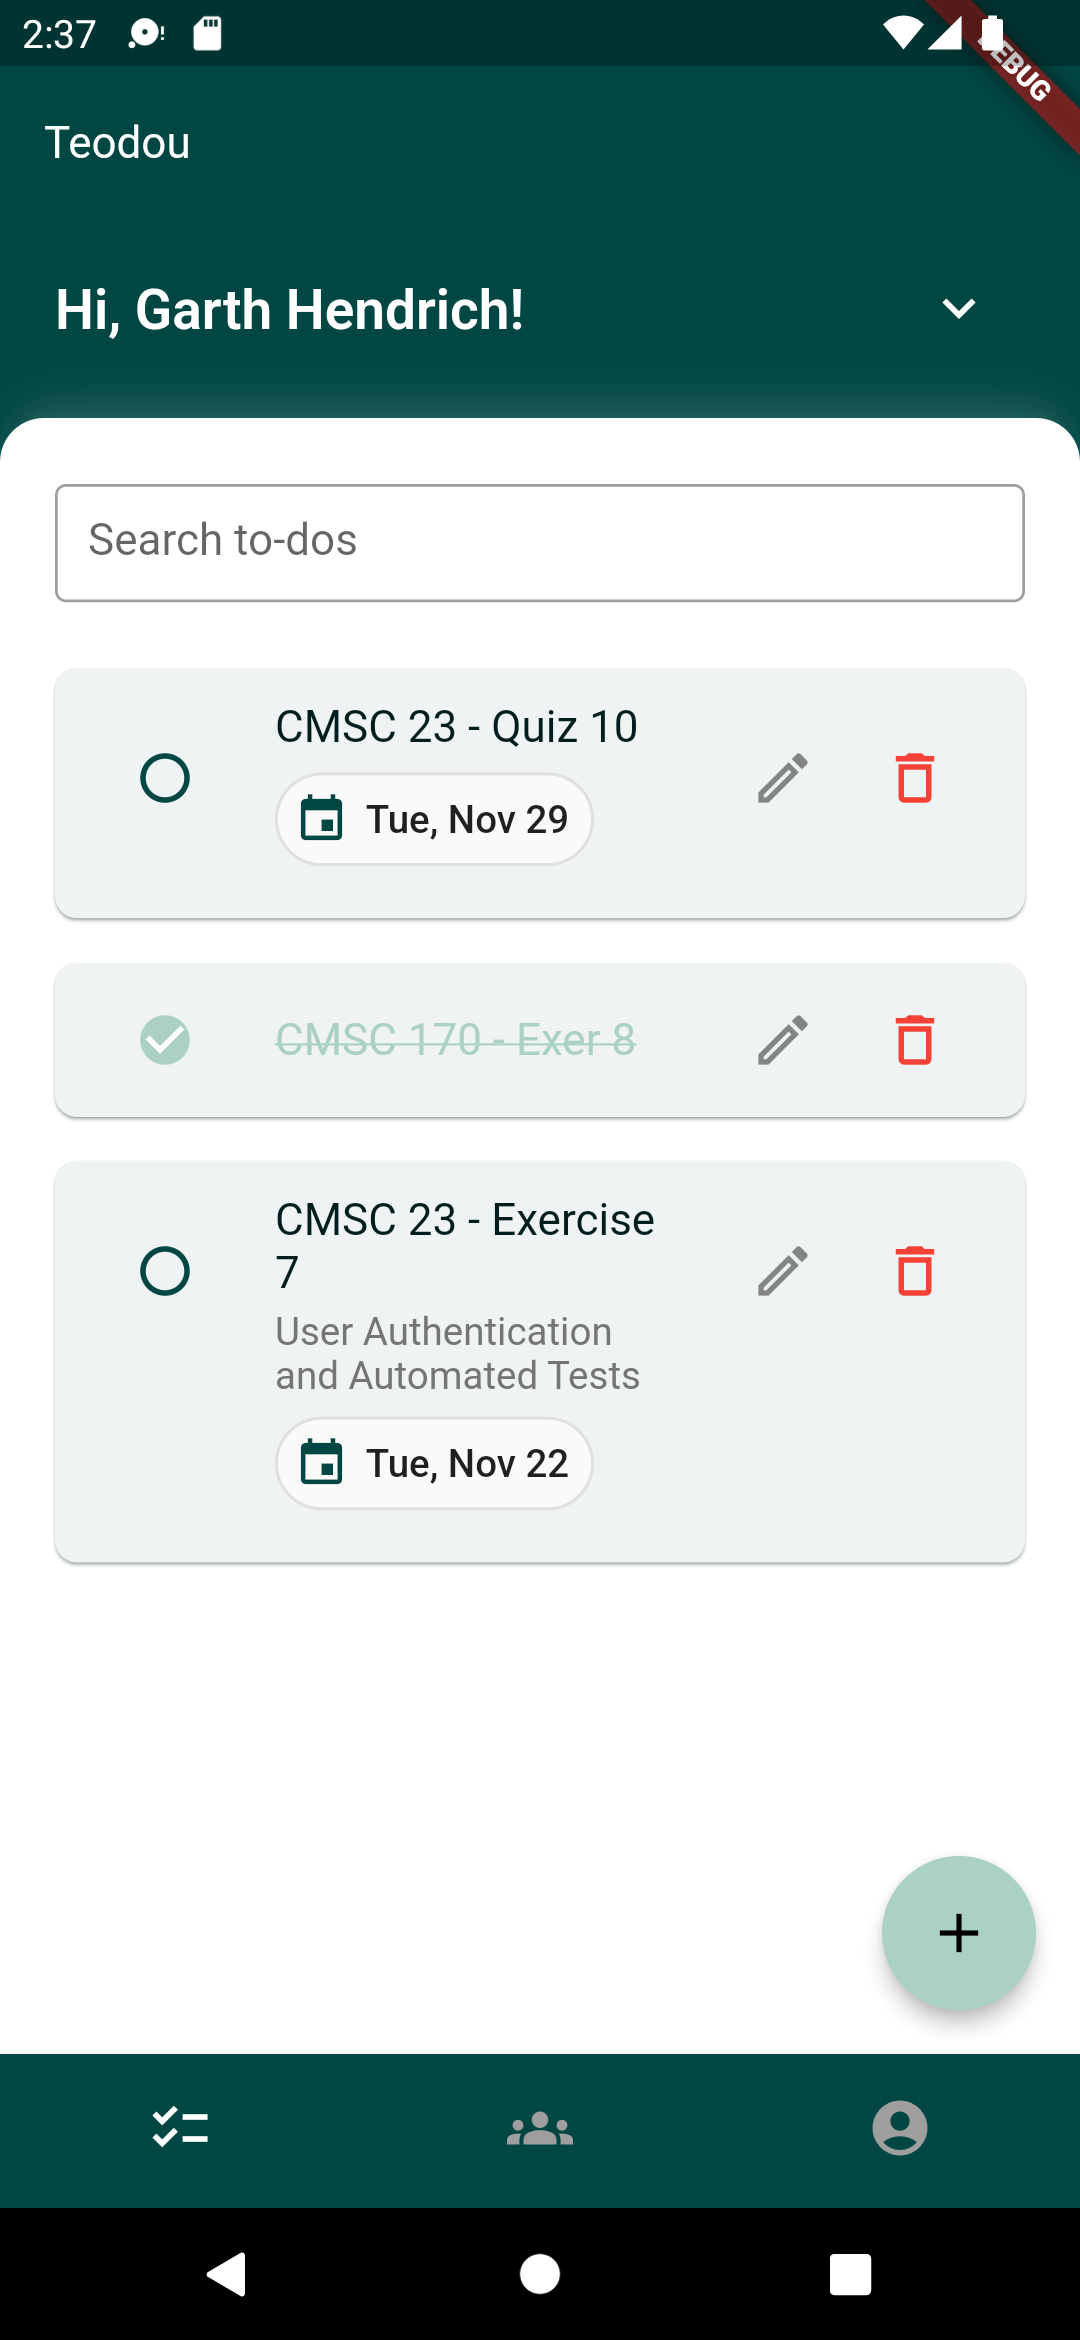 2:37
DEBUG
Teodou
Hi, Garth Hendrich!
Search to-dos
CMSC 23 - Quiz 10
Tue, Nov 29
CMSC 170 - Exer 8
CMSC 23 - Exercise
7
User Authentication
and Automated Tests
Tue, Nov 22